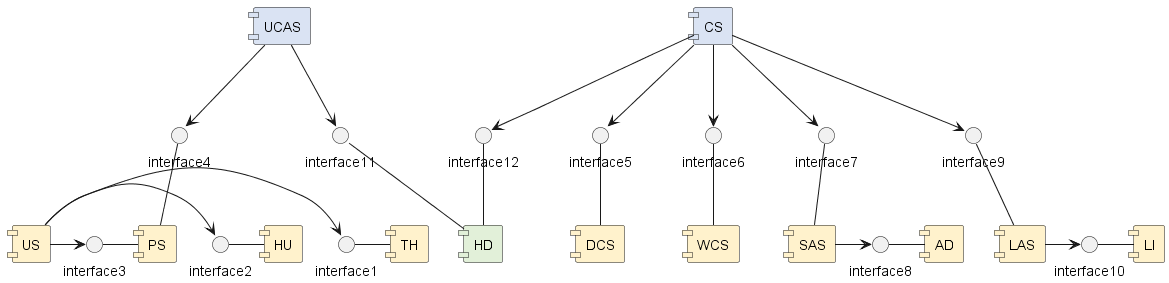 UCAS
CS
interface4
interface11
interface12
interface5
interface6
interface7
interface9
US
PS
HU
TH
HD
DCS
WCS
SAS
AD
LAS
LI
interface3
interface2
interface1
interface8
interface10